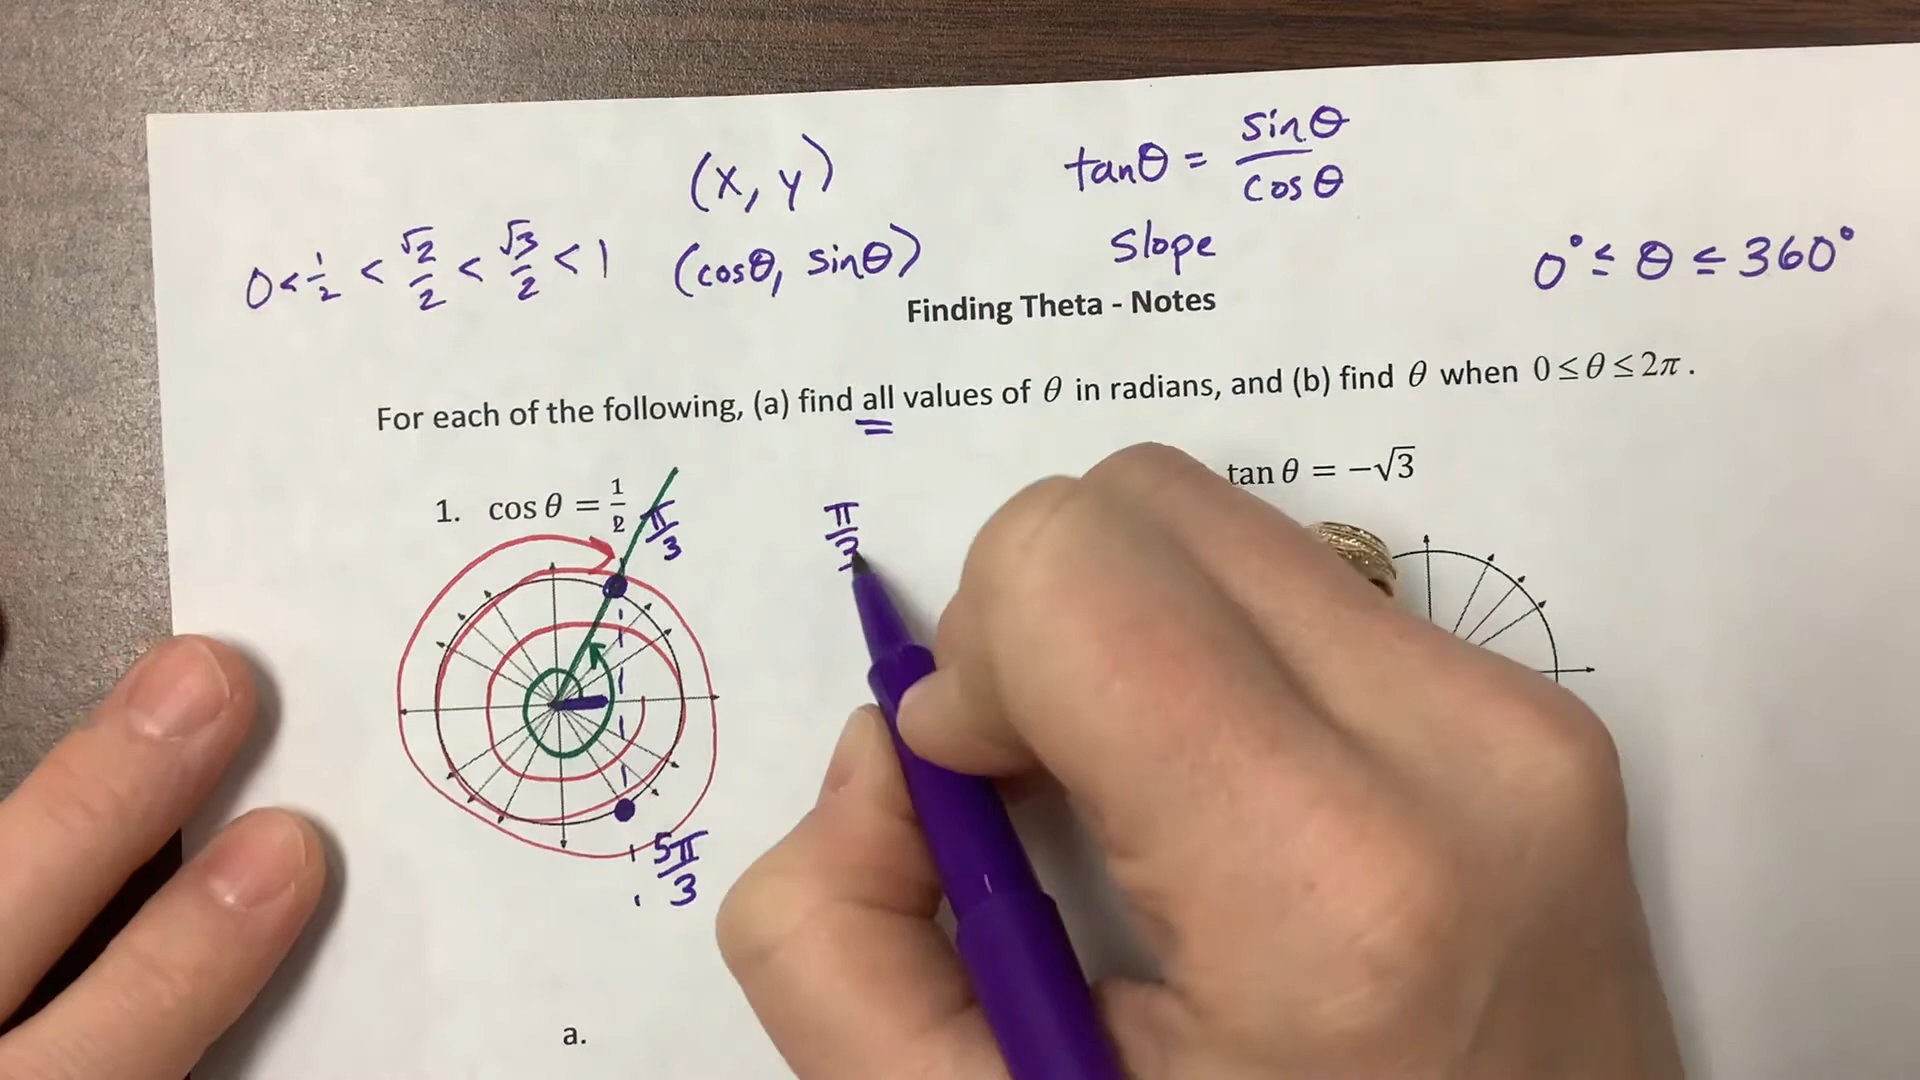 (x, y)
tanθ = sinθ/cosθ
0 < 1/2 < √2/2 < √3/2 < 1
(cosθ, sinθ)
Slope
0° ≤ θ ≤ 360°
Finding Theta - Notes
For each of the following, (a) find all values of θ in radians, and (b) find θ when 0 ≤ θ ≤ 2π.
1. cos θ = 1/2
tan θ = −√3
π/3
π/3
5π/3
a.